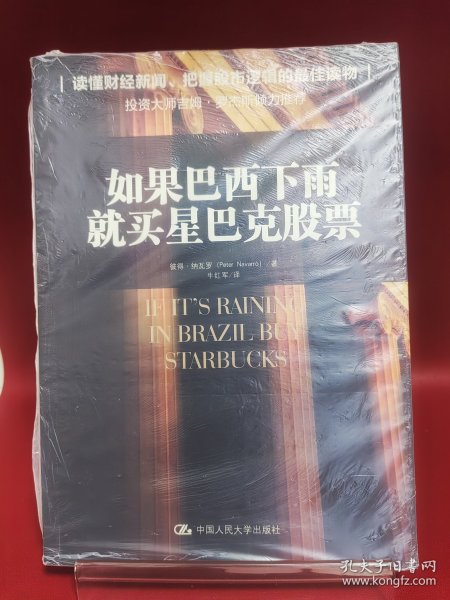 读懂财经新闻、把握股市逻辑的最佳读物
投资大师吉姆·罗杰斯倾力推荐
如果巴西下雨
就买星巴克股票
彼得·纳瓦罗（Peter Navarro）/著
牛红军/译
IF IT'S RAINING
IN BRAZIL BUY
STARBUCKS
中国人民大学出版社
孔夫子旧书网
www.kongfz.com